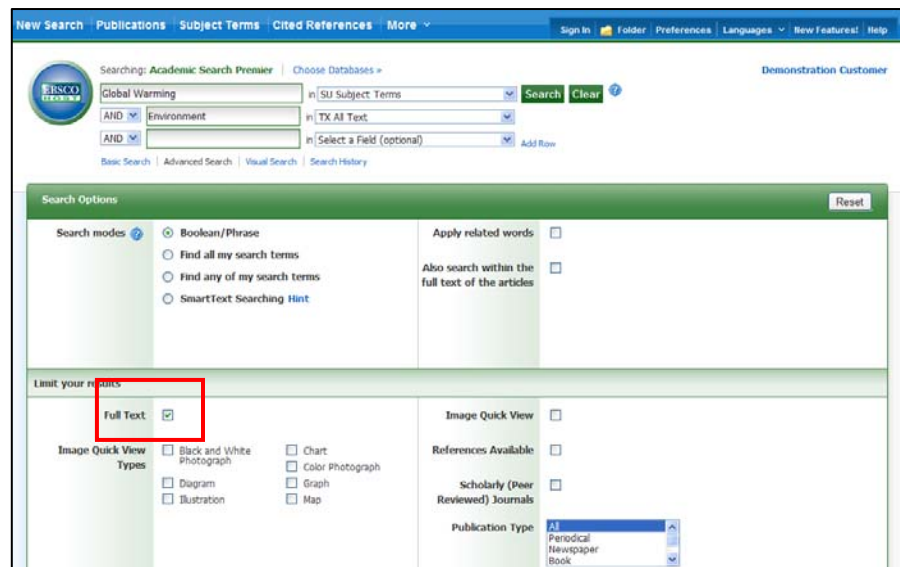 New Search Publications Subject Terms Cited References More
Sign In Folder Preferences Languages New Features! Help
Searching: Academic Search Premier Choose Databases »
Demonstration Customer
EBSCO
HOST
Global Warming in SU Subject Terms Search Clear
AND Environment in TX All Text
AND in Select a Field (optional) Add Row
Basic Search Advanced Search Visual Search Search History
Search Options Reset
Search modes Boolean/Phrase
Find all my search terms
Find any of my search terms
SmartText Searching Hint
Apply related words
Also search within the
full text of the articles
Limit your results
Full Text
Image Quick View
Types
Black and White
Photograph
Chart
Color Photograph
Diagram Graph
Illustration Map
Image Quick View
References Available
Scholarly (Peer
Reviewed) Journals
Publication Type
All
Periodical
Newspaper
Book